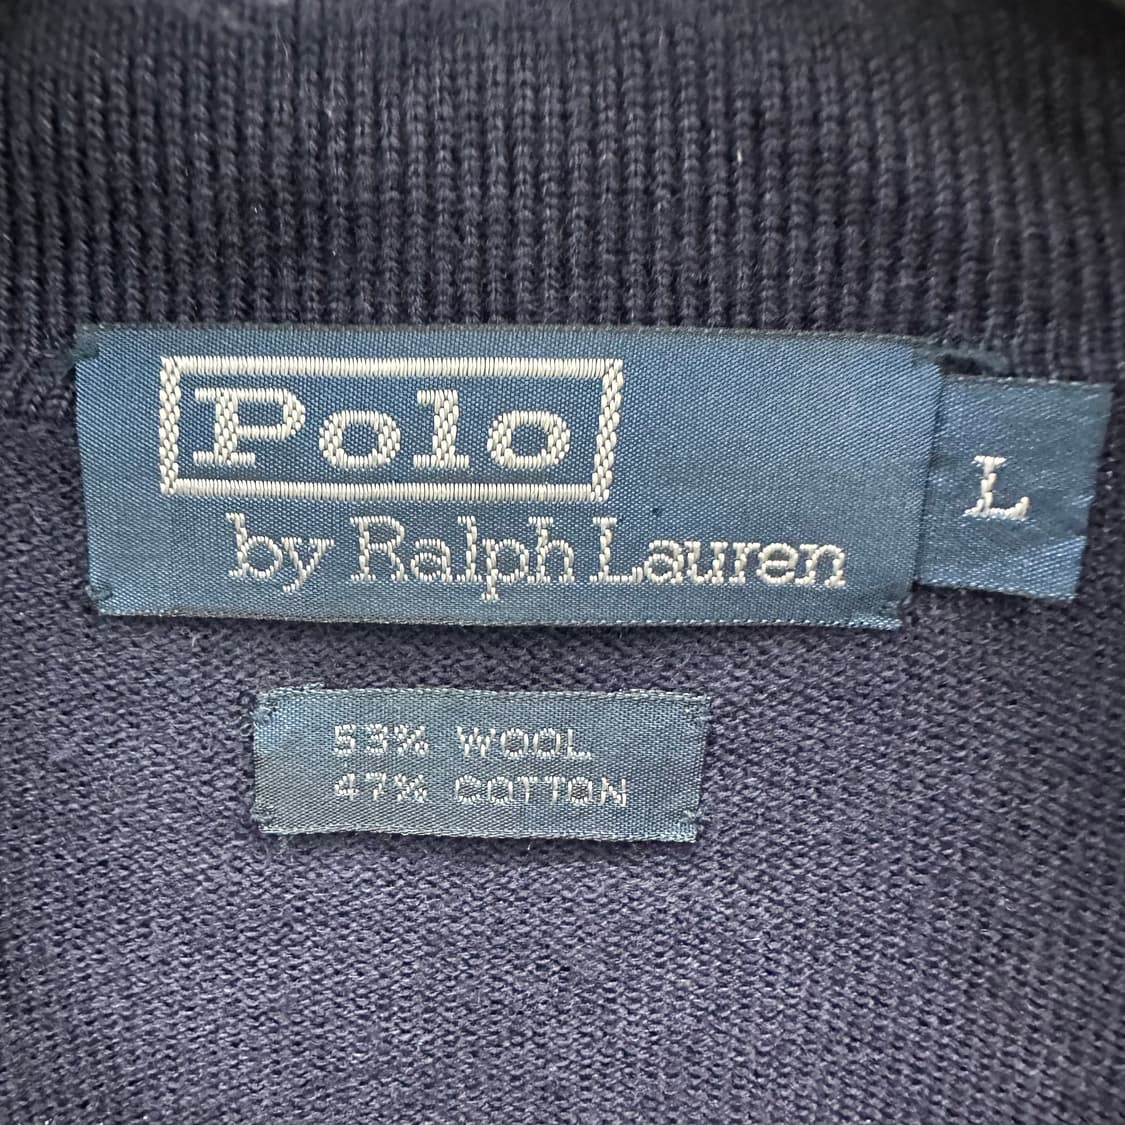 Polo
by Ralph Lauren
L
53% WOOL
47% COTTON